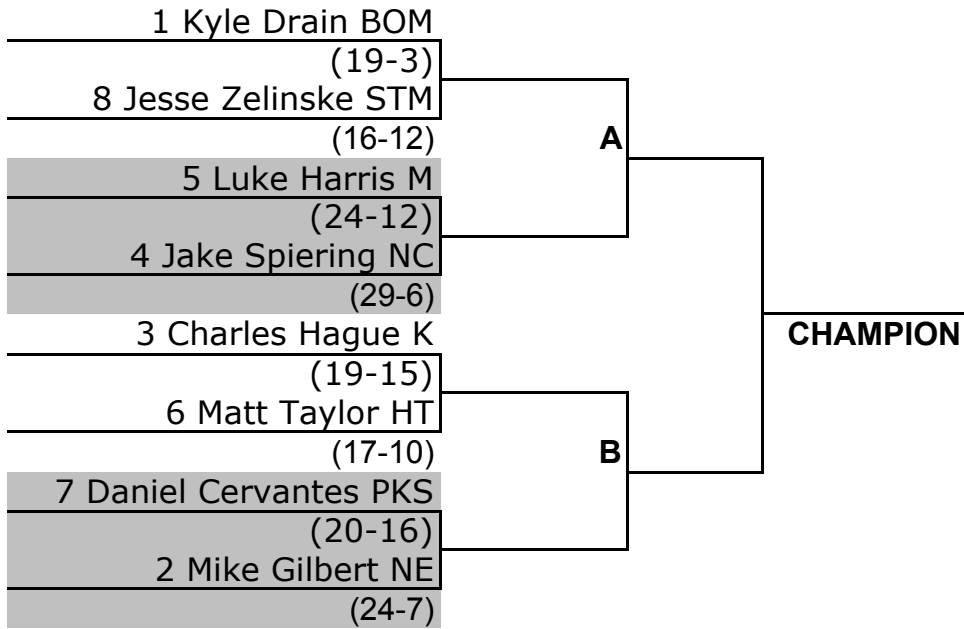 1 Kyle Drain BOM
(19-3)
8 Jesse Zelinske STM
(16-12)
A
5 Luke Harris M
(24-12)
4 Jake Spiering NC
(29-6)
3 Charles Hague K
CHAMPION
(19-15)
6 Matt Taylor HT
(17-10)
B
7 Daniel Cervantes PKS
(20-16)
2 Mike Gilbert NE
(24-7)